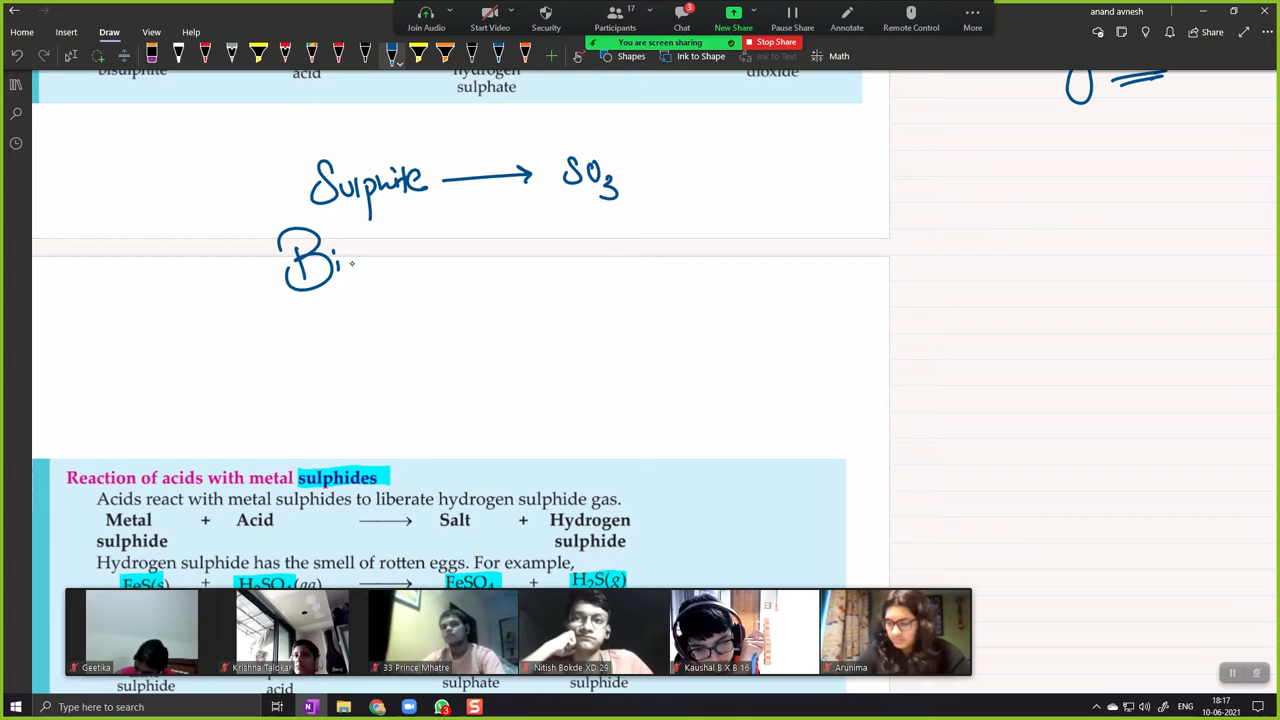 anand avnesh
Join Audio
Start Video
Security
17
Participants
3
Chat
New Share
Pause Share
Annotate
Remote Control
More
You are screen sharing
Stop Share
Home
Insert
Draw
View
Share
Shapes
Ink to Shape
Ink to Text
Math
bisulphite acid hydrogen dioxide
sulphate
Sulphite → SO3
Bi
Reaction of acids with metal sulphides
Acids react with metal sulphides to liberate hydrogen sulphide gas.
Metal + Acid → Salt + Hydrogen
sulphide sulphide
Hydrogen sulphide has the smell of rotten eggs. For example,
FeS(s) + H2SO4(aq) → FeSO4 + H2S(g)
Geetika
Krishna Talokar
33 Prince Mhatre
Nitish Bokde XD 29
Kaushal B X B 16
Arunima
sulphide acid sulphate sulphide
Type here to search
3
S
ENG
18:17
10-06-2021